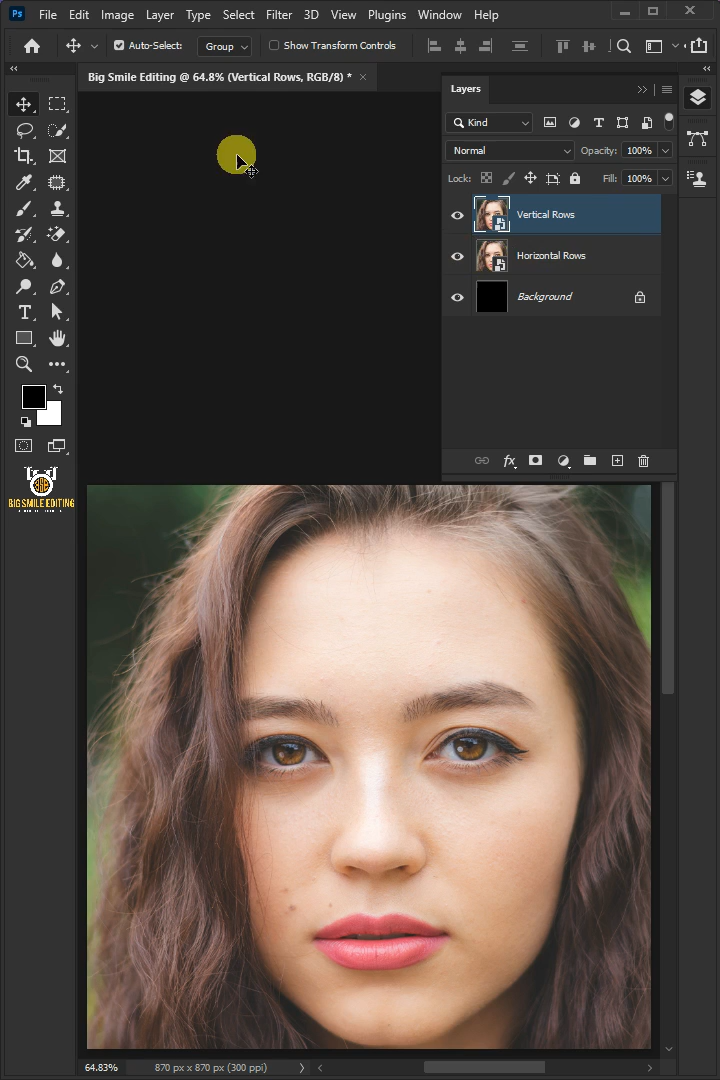 Ps File Edit Image Layer Type Select Filter 3D View Plugins Window Help
Auto-Select: Group Show Transform Controls
Big Smile Editing @ 64.8% (Vertical Rows, RGB/8) *
Layers
Kind
Normal Opacity: 100%
Lock: Fill: 100%
Vertical Rows
Horizontal Rows
Background
BIG SMILE EDITING
64.83% 870 px x 870 px (300 ppi)